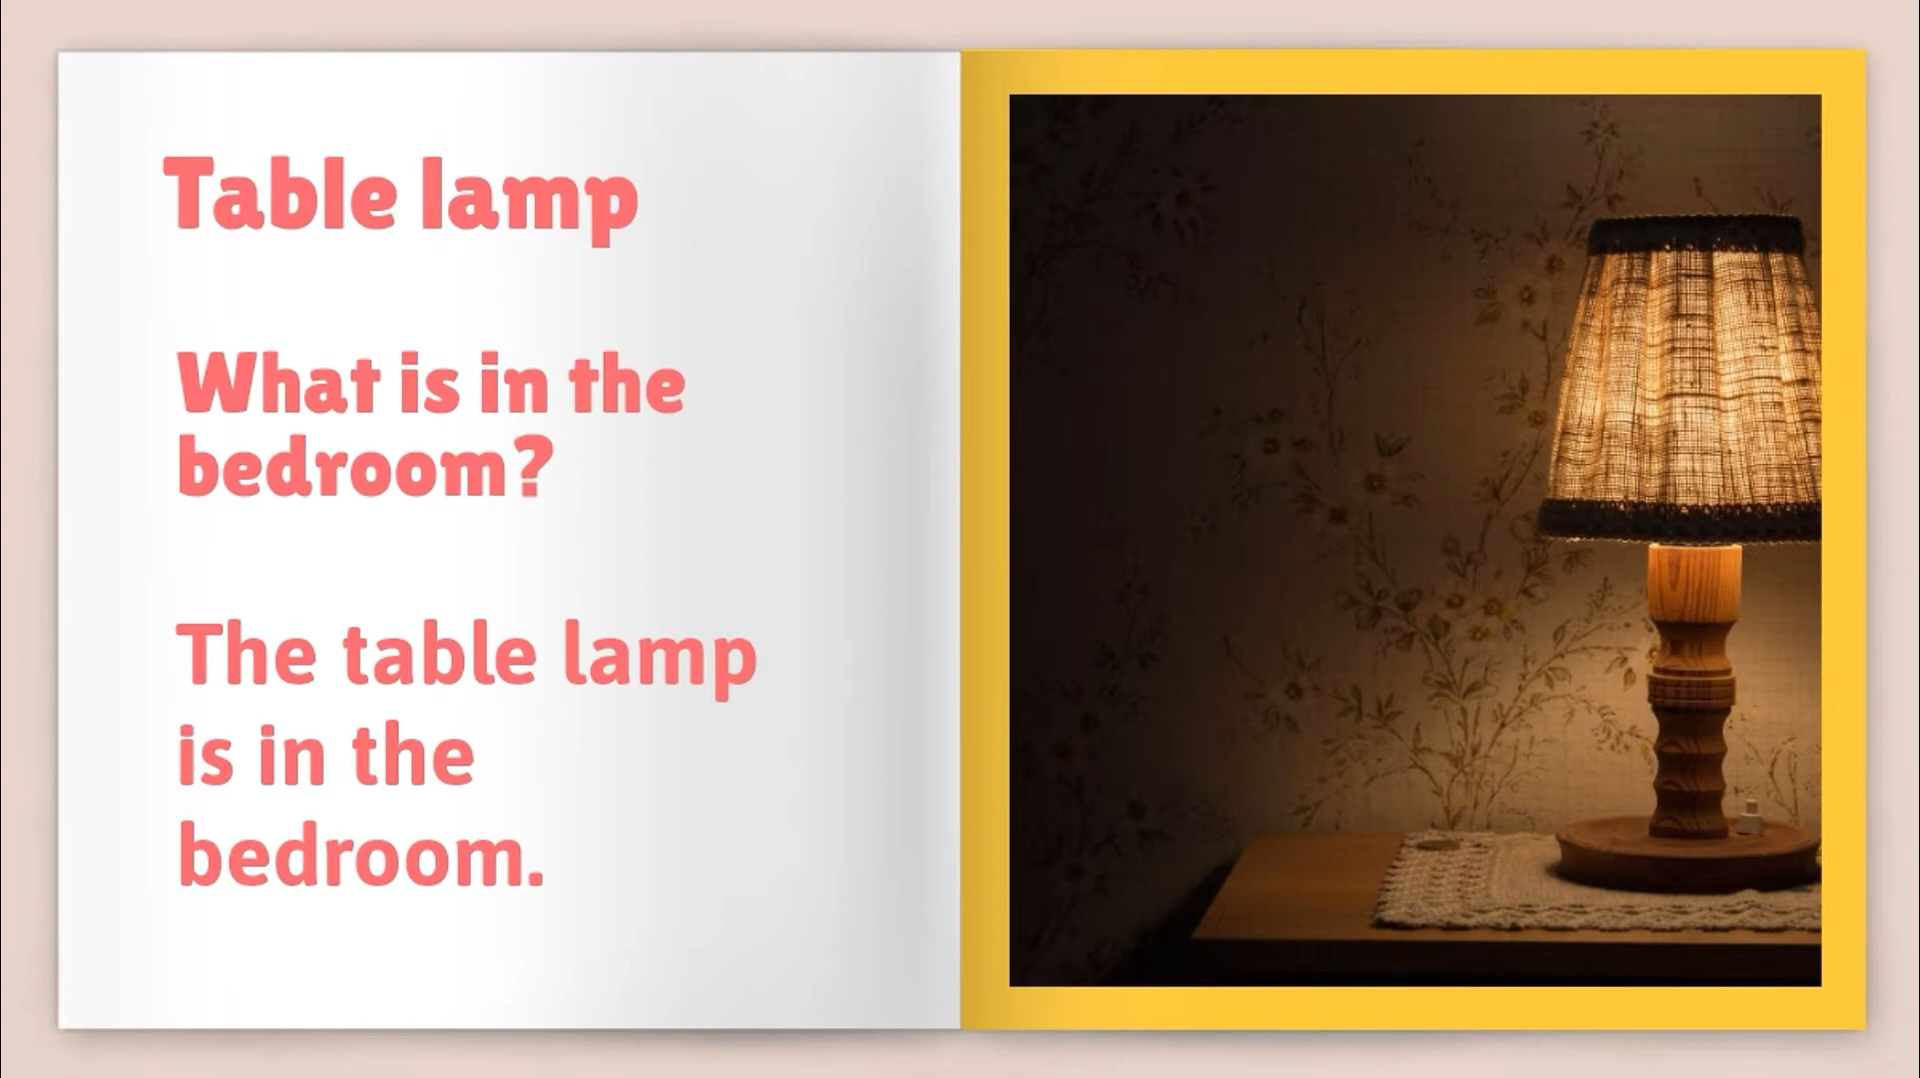 Table lamp
What is in the
bedroom?
The table lamp
is in the
bedroom.